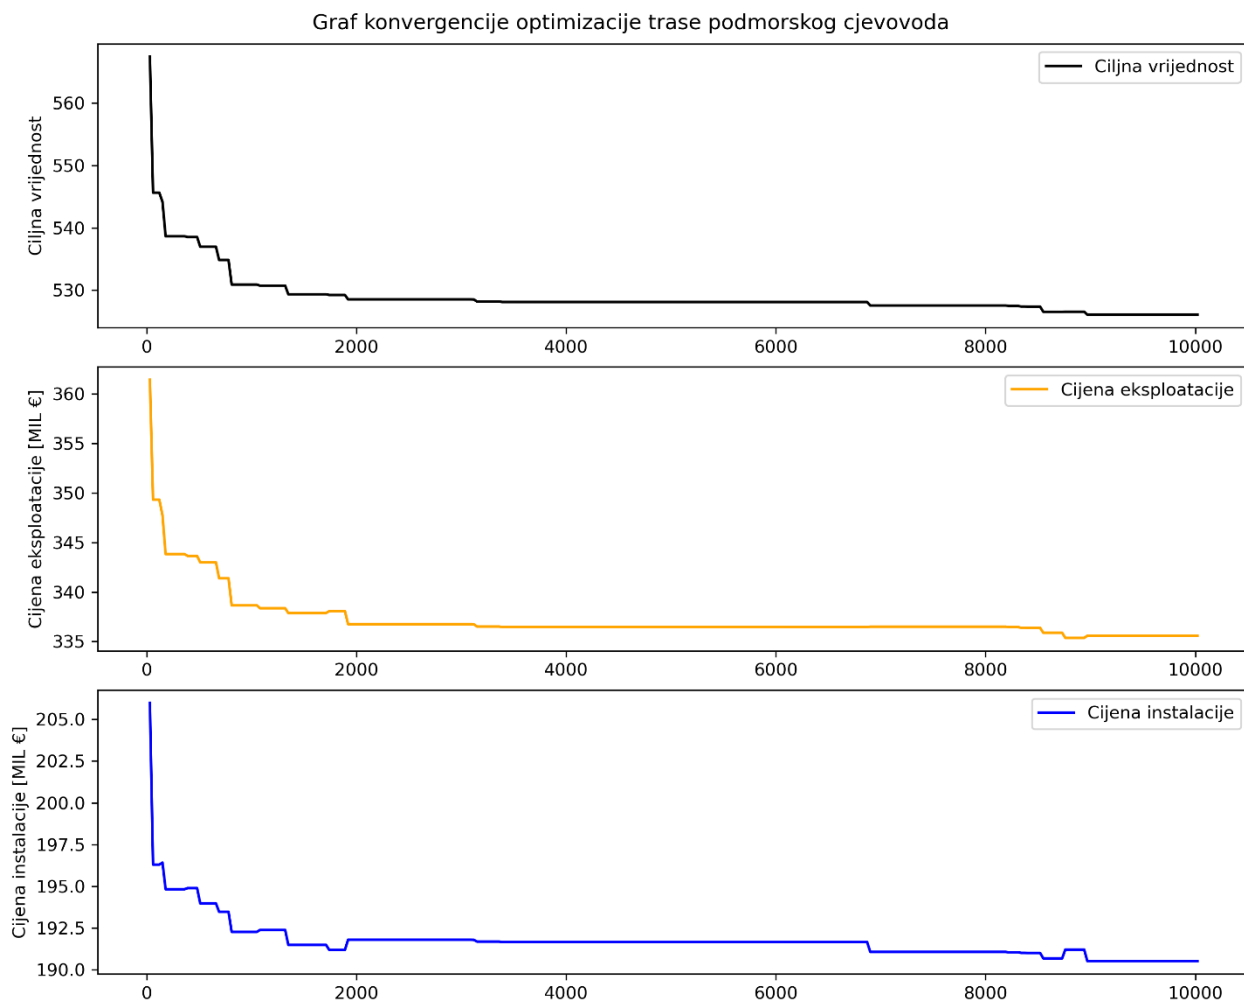 Graf konvergencije optimizacije trase podmorskog cjevovoda
Ciljna vrijednost
Ciljna vrijednost
560
550
540
530
0 2000 4000 6000 8000 10000
Cijena eksploatacije [MIL €]
Cijena eksploatacije
360
355
350
345
340
335
0 2000 4000 6000 8000 10000
Cijena instalacije [MIL €]
Cijena instalacije
205.0
202.5
200.0
197.5
195.0
192.5
190.0
0 2000 4000 6000 8000 10000